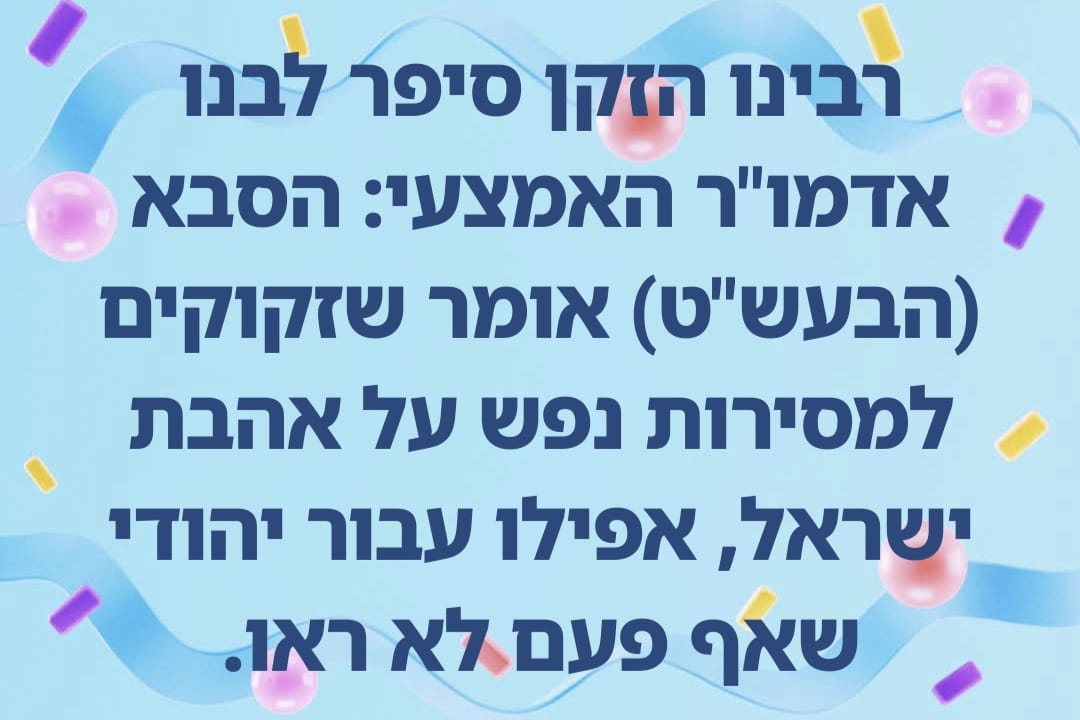 רבינו הזקן סיפר לבנו
אדמו"ר האמצעי: הסבא
(הבעש"ט) אומר שזקוקים
למסירות נפש על אהבת
ישראל, אפילו עבור יהודי
שאף פעם לא ראו.